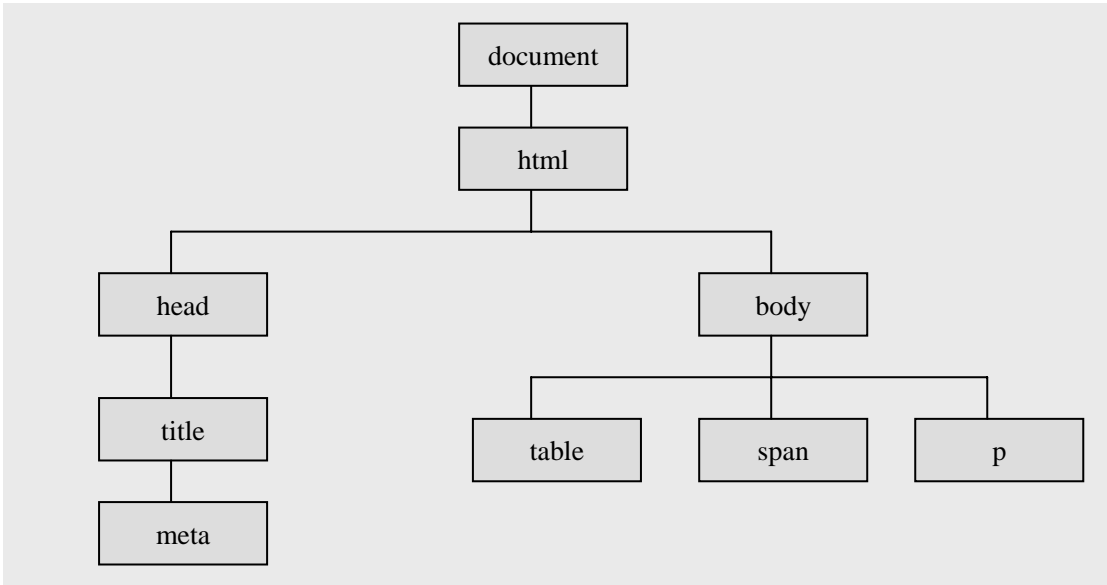 document
html
head
body
title
table
span
p
meta